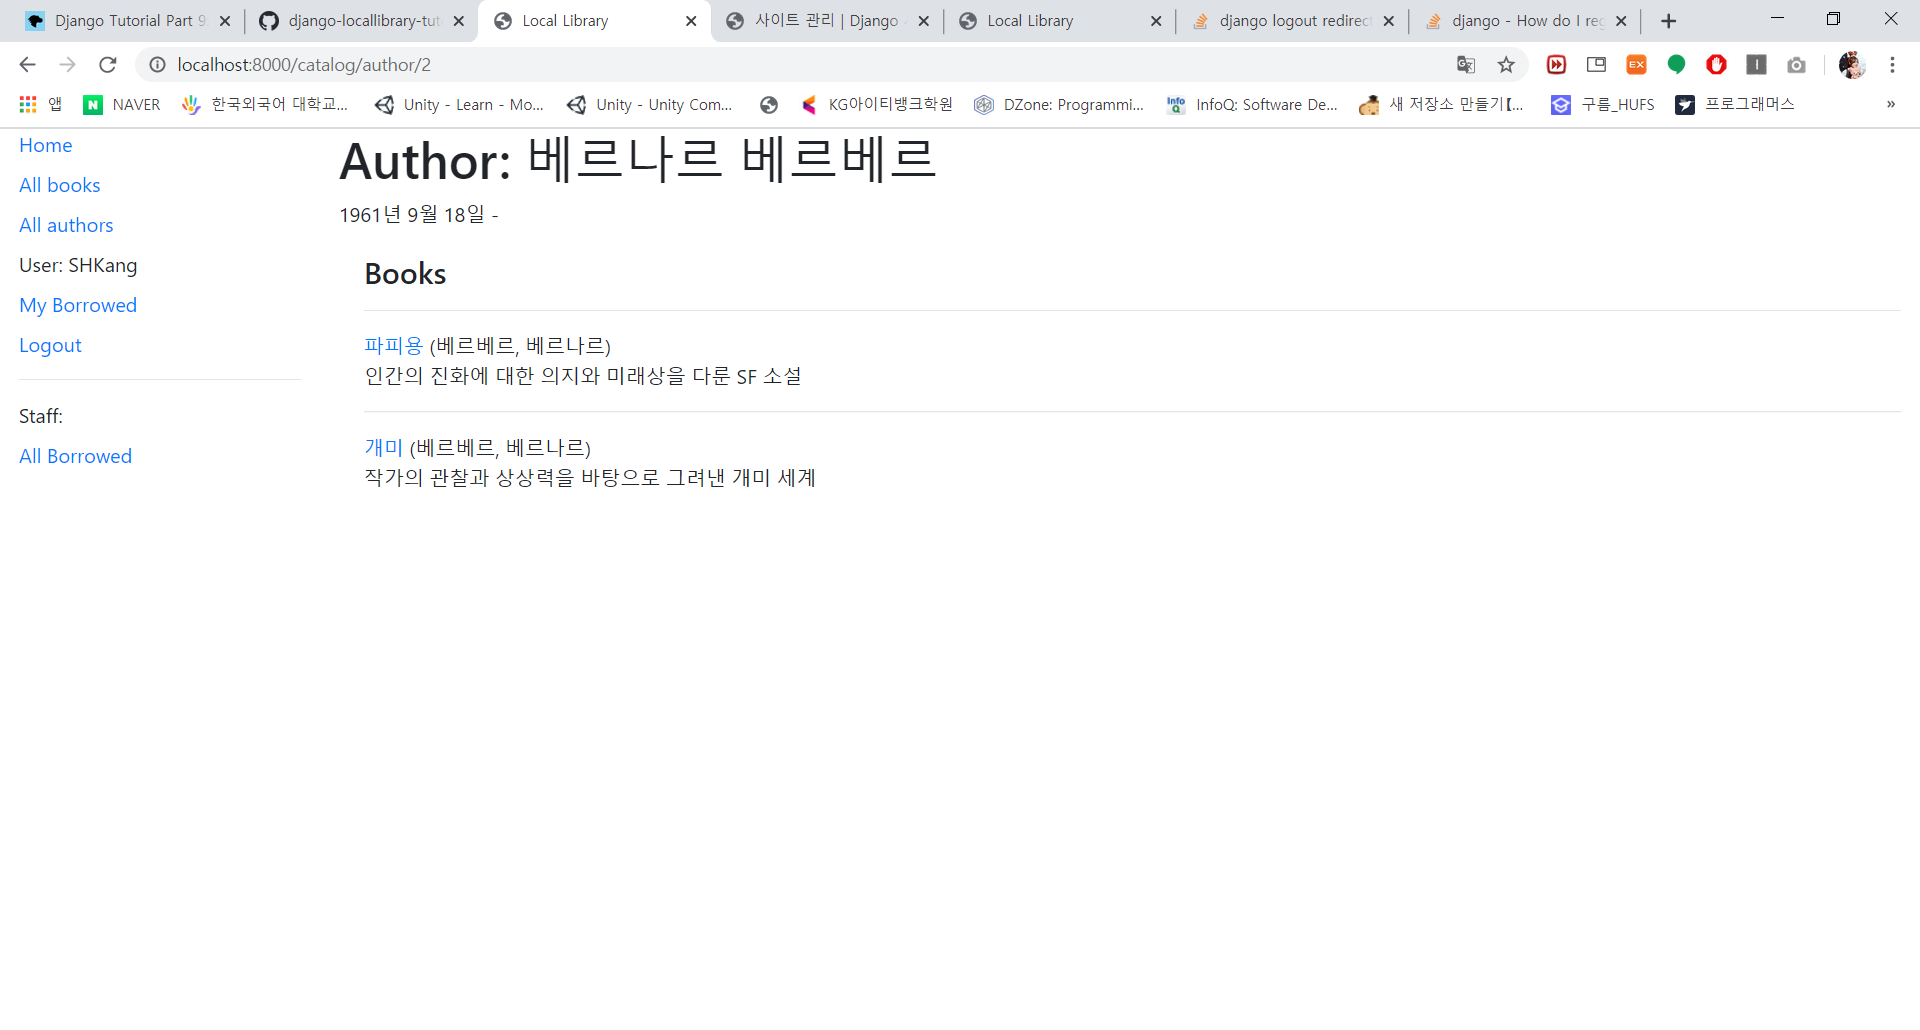 Django Tutorial Part 9
django-locallibrary-tut
Local Library
사이트 관리 | Django
Local Library
django logout redirect
django - How do I reg
localhost:8000/catalog/author/2
앱
NAVER
한국외국어 대학교...
Unity - Learn - Mo...
Unity - Unity Com...
KG아이티뱅크학원
DZone: Programmi...
InfoQ: Software De...
새 저장소 만들기【...
구름_HUFS
프로그래머스
»
Home
All books
All authors
User: SHKang
My Borrowed
Logout
Staff:
All Borrowed
Author: 베르나르 베르베르
1961년 9월 18일 -
Books
파피용 (베르베르, 베르나르)
인간의 진화에 대한 의지와 미래상을 다룬 SF 소설
개미 (베르베르, 베르나르)
작가의 관찰과 상상력을 바탕으로 그려낸 개미 세계